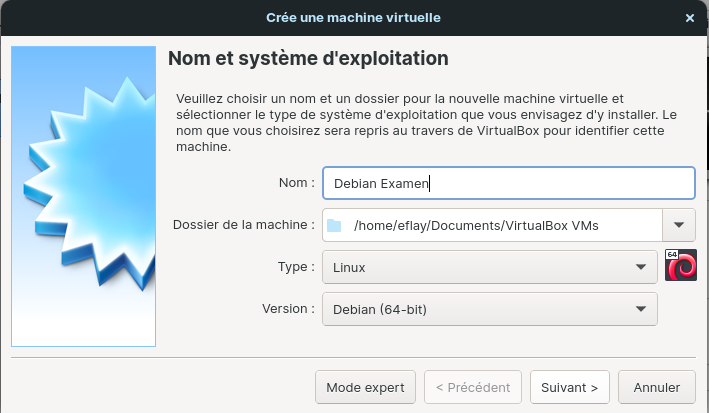 Crée une machine virtuelle
Nom et système d'exploitation
Veuillez choisir un nom et un dossier pour la nouvelle machine virtuelle et
sélectionner le type de système d'exploitation que vous envisagez d'y installer. Le
nom que vous choisirez sera repris au travers de VirtualBox pour identifier cette
machine.
Nom : Debian Examen
Dossier de la machine : /home/eflay/Documents/VirtualBox VMs
Type : Linux
64
Version : Debian (64-bit)
Mode expert < Précédent Suivant > Annuler